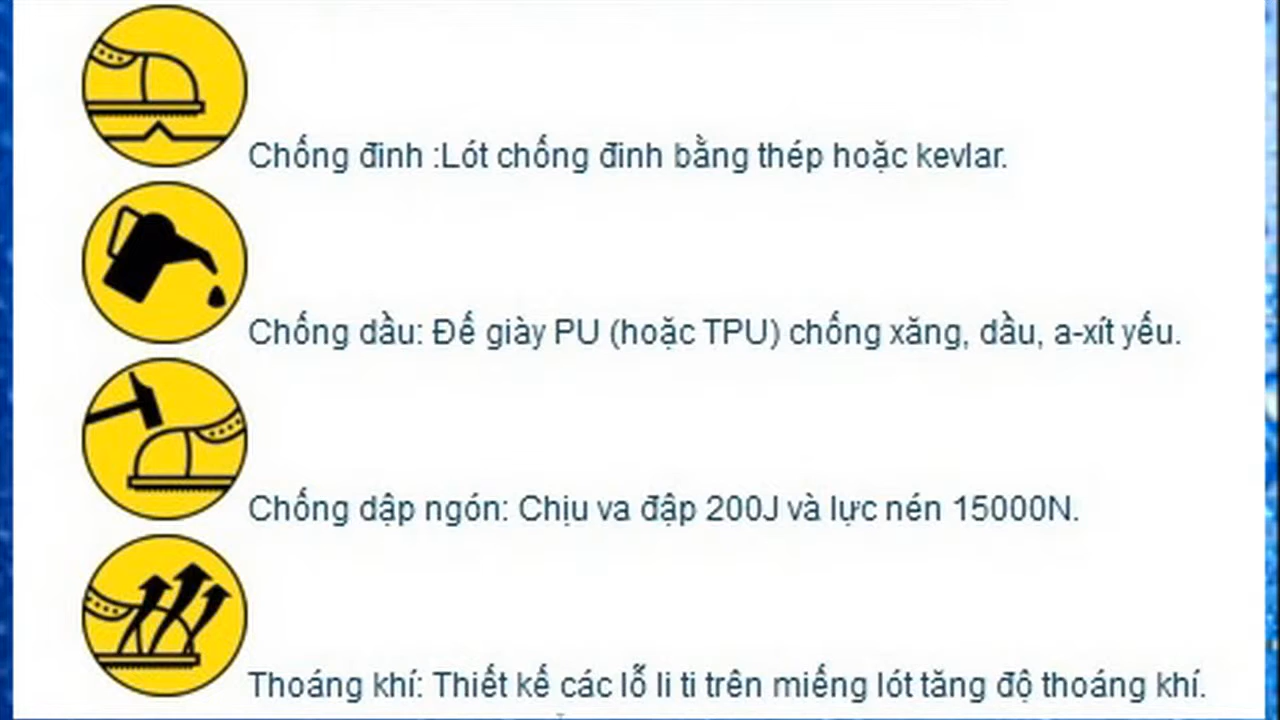 Chống đinh :Lót chống đinh bằng thép hoặc kevlar.
Chống dầu: Đế giày PU (hoặc TPU) chống xăng, dầu, a-xít yếu.
Chống dập ngón: Chịu va đập 200J và lực nén 15000N.
Thoáng khí: Thiết kế các lỗ li ti trên miếng lót tăng độ thoáng khí.